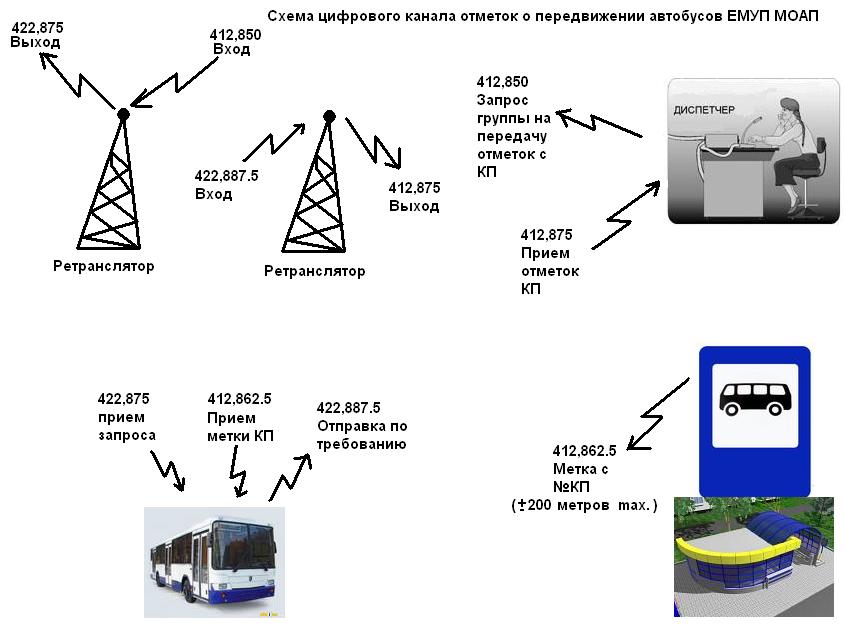 Схема цифрового канала отметок о передвижении автобусов ЕМУП МОАП
422,875
Выход
412,850
Вход
Ретранслятор
422,887.5
Вход
412,875
Выход
Ретранслятор
412,850
Запрос
группы на
передачу
отметок с
КП
ДИСПЕТЧЕР
412,875
Прием
отметок
КП
422,875
прием
запроса
412,862.5
Прием
метки КП
422,887.5
Отправка по
требованию
412,862.5
Метка с
№КП
(±200 метров max. )